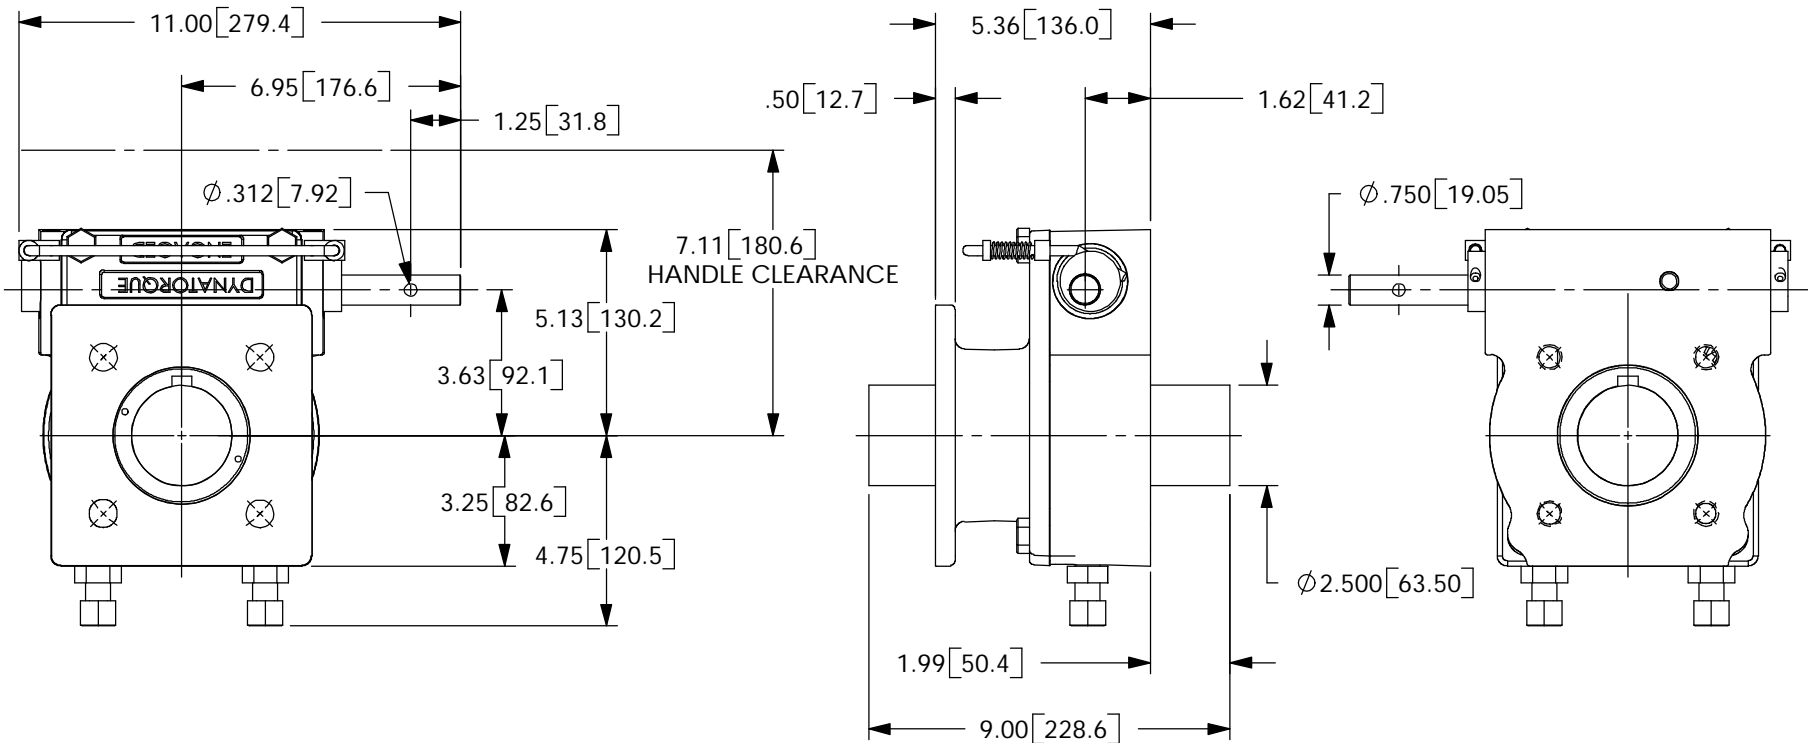 11.00[279.4]
6.95[176.6]
1.25[31.8]
Ø.312[7.92]
ENGAGED
DYNATORQUE
7.11[180.6]
HANDLE CLEARANCE
5.13[130.2]
3.63[92.1]
3.25[82.6]
4.75[120.5]
5.36[136.0]
.50[12.7]
1.62[41.2]
1.99[50.4]
9.00[228.6]
Ø2.500[63.50]
Ø.750[19.05]